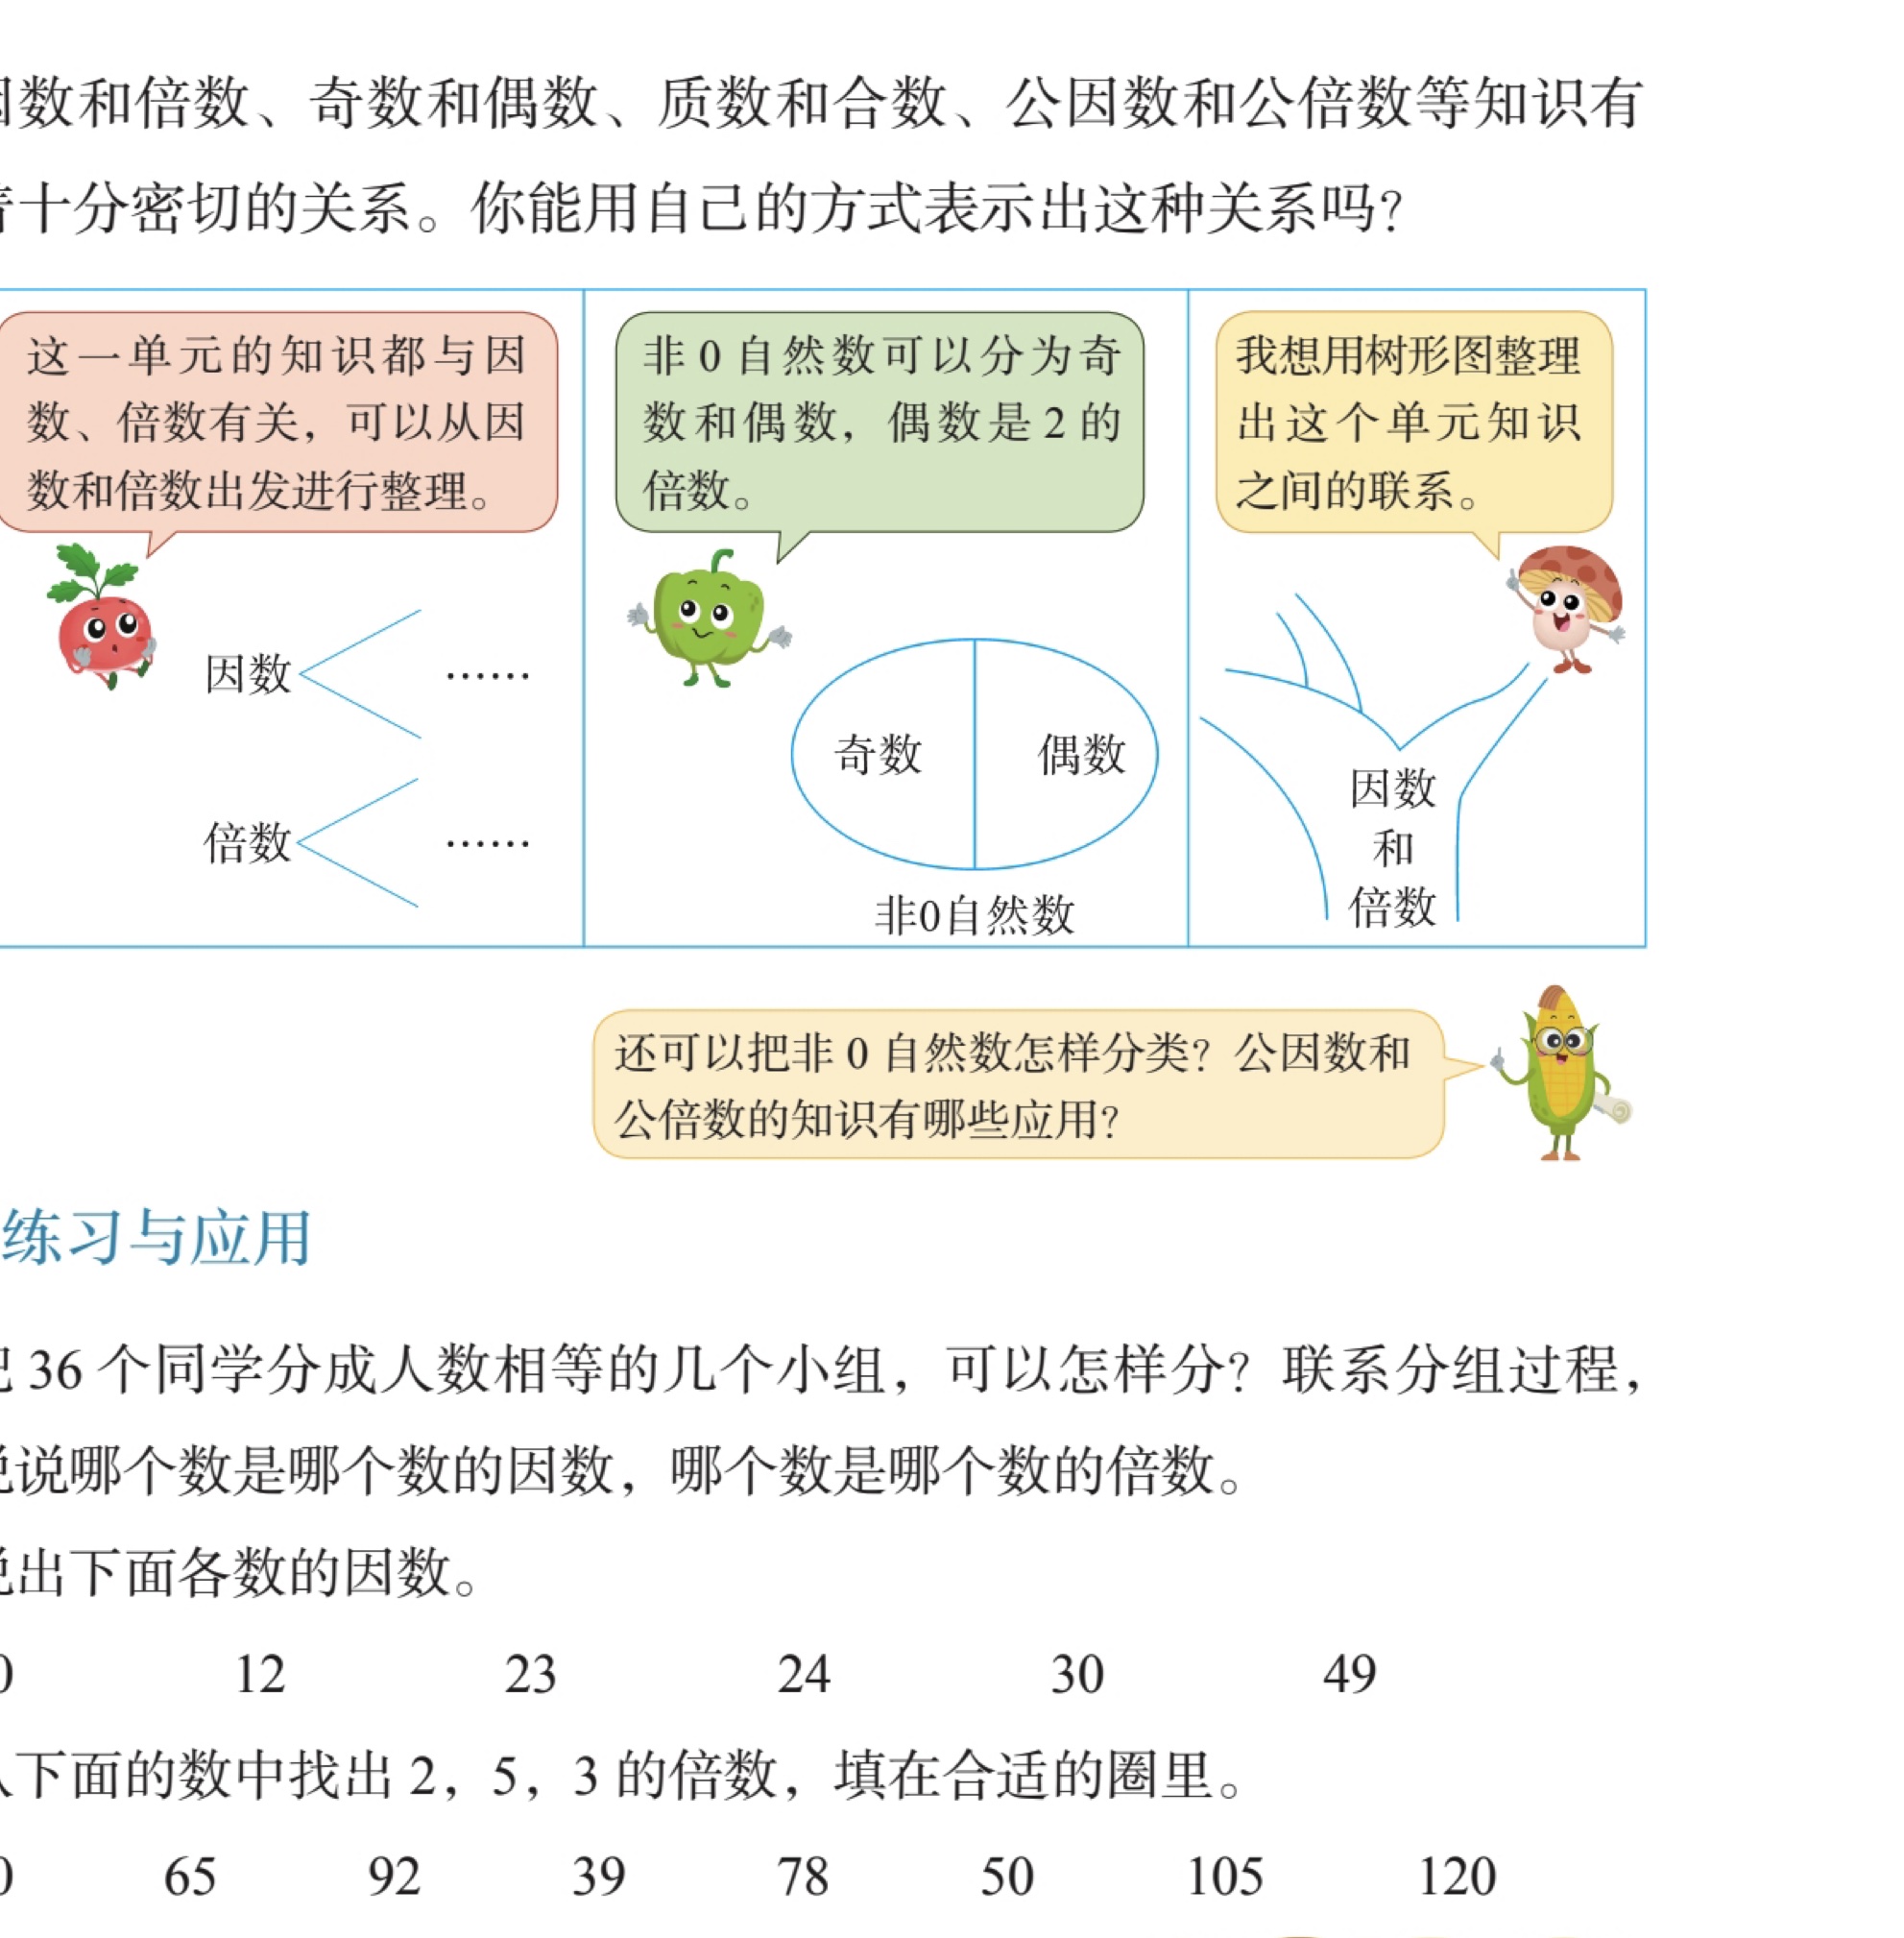 数和倍数、奇数和偶数、质数和合数、公因数和公倍数等知识有
十分密切的关系。你能用自己的方式表示出这种关系吗？
这一单元的知识都与因
数、倍数有关，可以从因
数和倍数出发进行整理。
因数
……
倍数
……
非 0 自然数可以分为奇
数和偶数，偶数是 2 的
倍数。
奇数
偶数
非0自然数
我想用树形图整理
出这个单元知识
之间的联系。
因数
和
倍数
还可以把非 0 自然数怎样分类？公因数和
公倍数的知识有哪些应用？
练习与应用
36 个同学分成人数相等的几个小组，可以怎样分？联系分组过程，
说哪个数是哪个数的因数，哪个数是哪个数的倍数。
出下面各数的因数。
12 23 24 30 49
下面的数中找出 2，5，3 的倍数，填在合适的圈里。
65 92 39 78 50 105 120